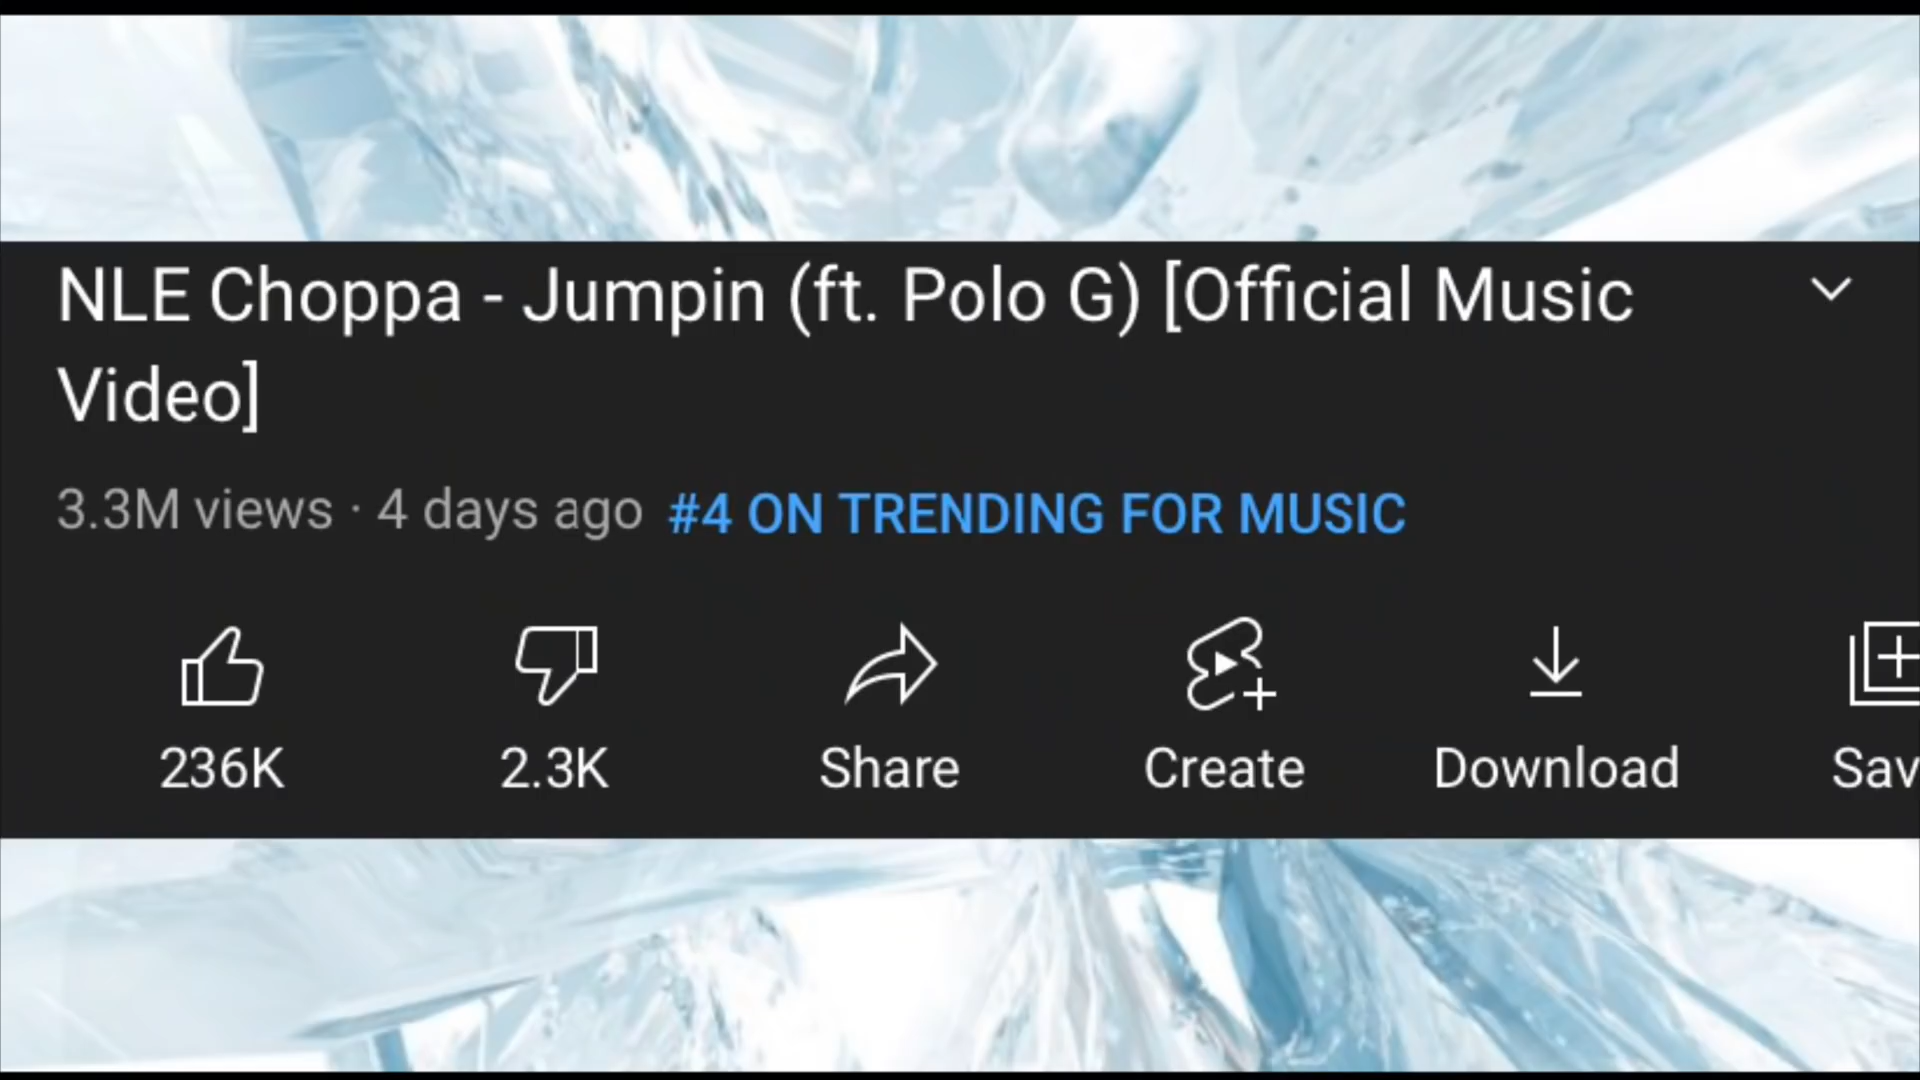 NLE Choppa - Jumpin (ft. Polo G) [Official Music
Video]
3.3M views · 4 days ago #4 ON TRENDING FOR MUSIC
236K 2.3K Share Create Download Sav